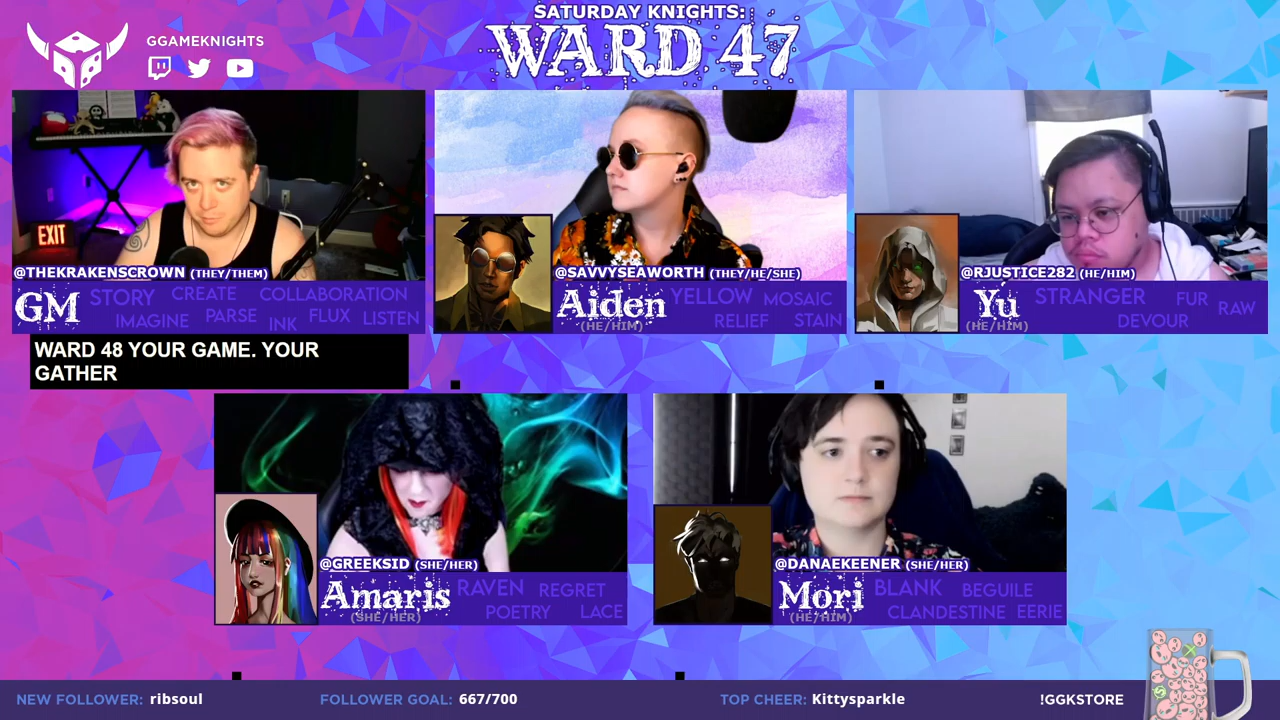 GGAMEKNIGHTS
SATURDAY KNIGHTS:
WARD 47
EXIT
@THEKRAKENSCROWN (THEY/THEM)
GM
STORY CREATE COLLABORATION
IMAGINE PARSE INK FLUX LISTEN
@SAVVYSEAWORTH (THEY/HE/SHE)
Aiden
(HE/HIM)
YELLOW MOSAIC
RELIEF STAIN
@RJUSTICE282 (HE/HIM)
Yu
(HE/HIM)
STRANGER FUR RAW
DEVOUR
WARD 48 YOUR GAME. YOUR
GATHER
@GREEKSID (SHE/HER)
Amaris
(SHE/HER)
RAVEN REGRET
POETRY LACE
@DANAEKEENER (SHE/HER)
Mori
(HE/HIM)
BLANK BEGUILE
CLANDESTINE EERIE
NEW FOLLOWER: ribsoul
FOLLOWER GOAL: 667/700
TOP CHEER: Kittysparkle
!GGKSTORE